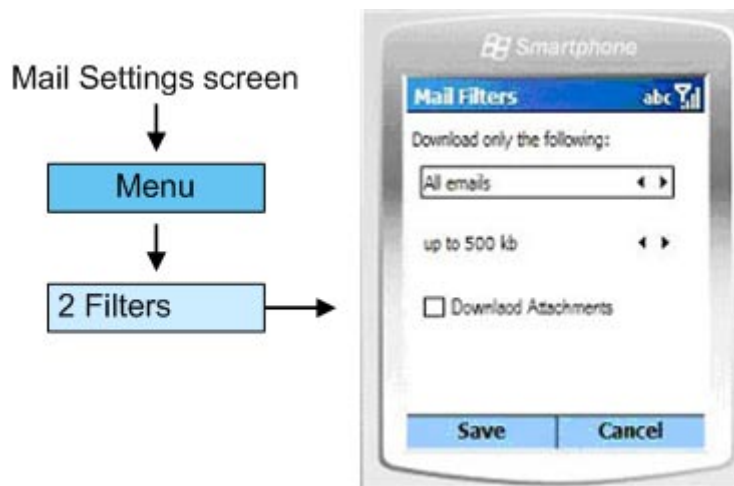 Mail Settings screen
Menu
2 Filters
Smartphone
Mail Filters abc
Download only the following:
All emails
up to 500 kb
Downlaod Attachments
Save Cancel